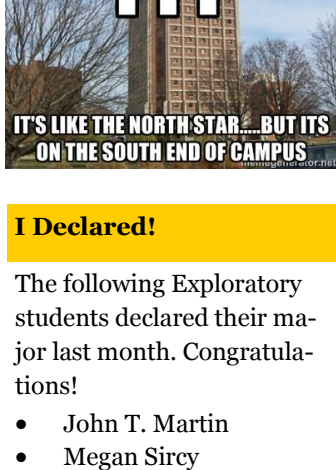 IT'S LIKE THE NORTH STAR.....BUT ITS
ON THE SOUTH END OF CAMPUS
memegenerator.net
I Declared!
The following Exploratory
students declared their ma-
jor last month. Congratula-
tions!
• John T. Martin
• Megan Sircy